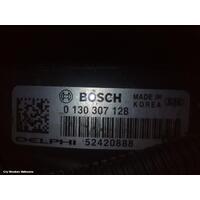 BOSCH
0 130 307 128
MADE IN
KOREA
DELPHI 52420888